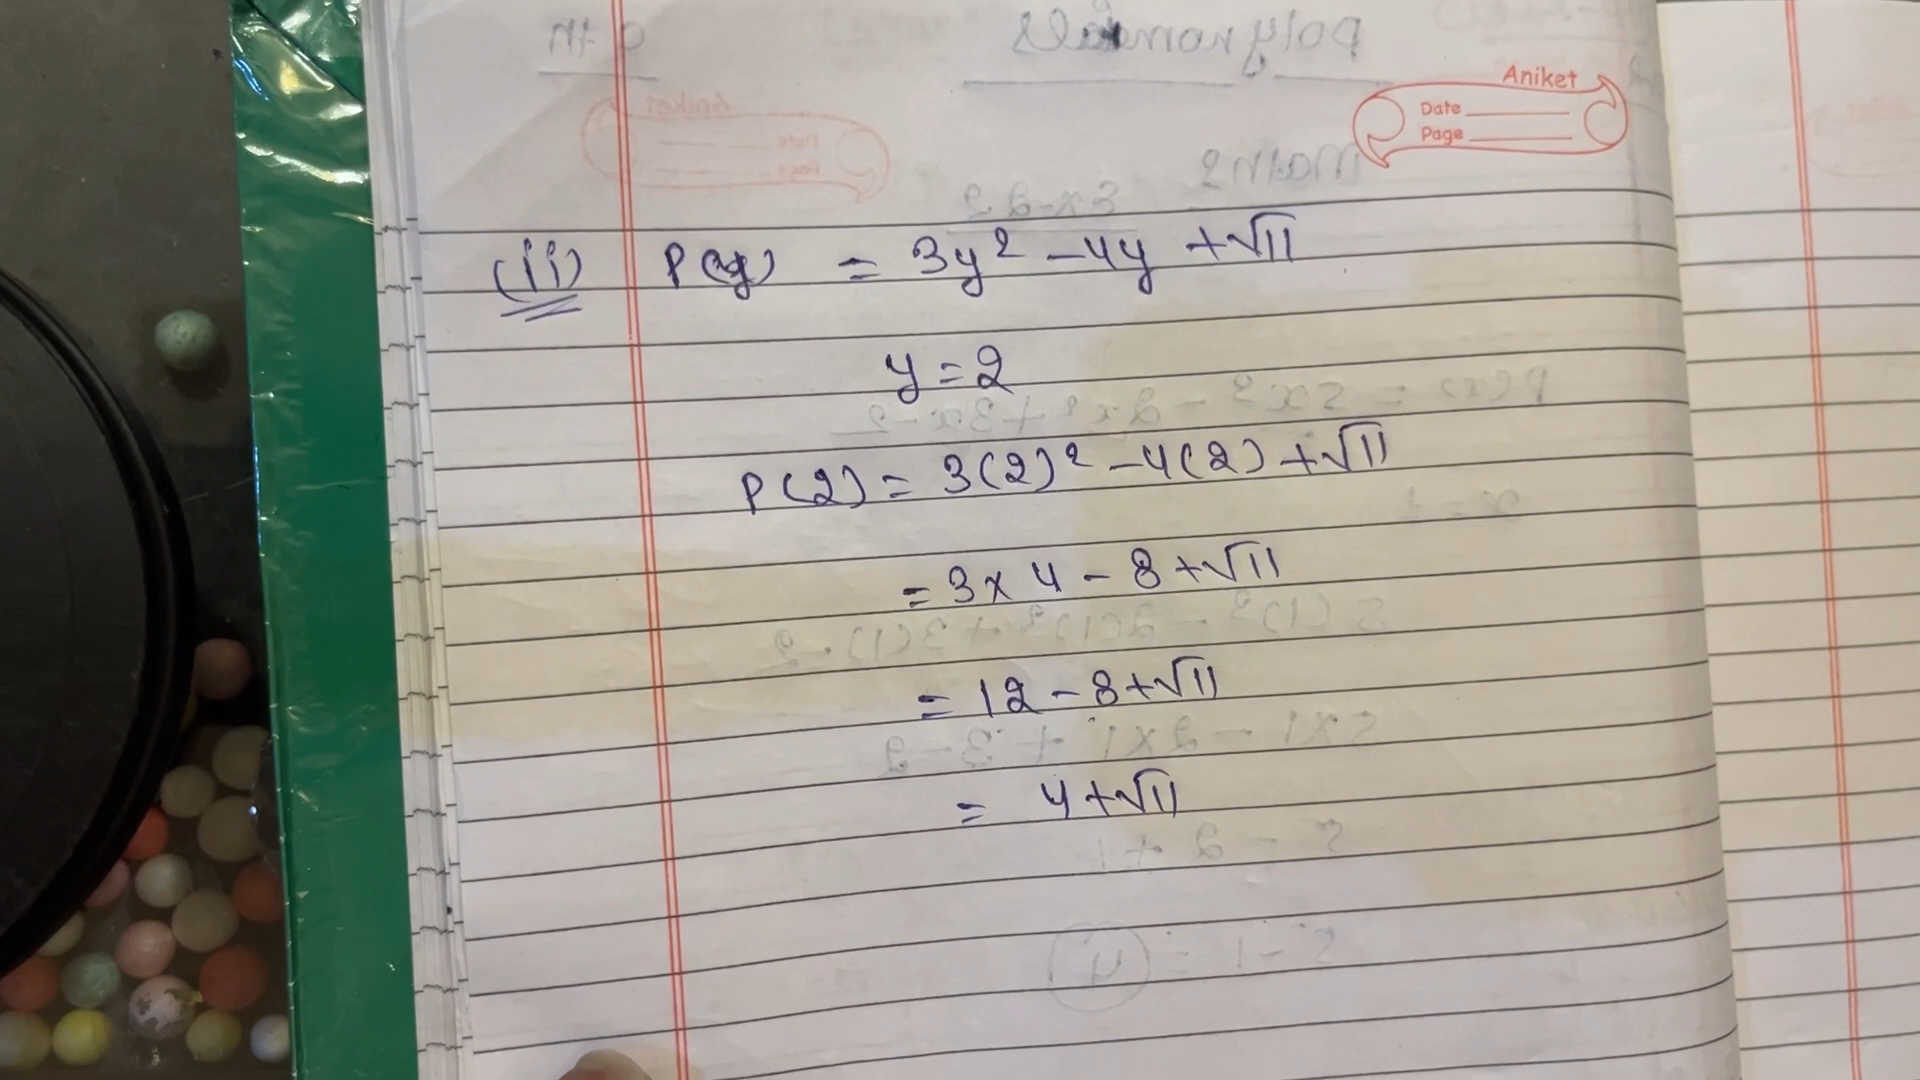 Aniket
Date
Page
(ii) P(y) = 3y² - 4y + √11
y = 2
P(2) = 3(2)² - 4(2) + √11
= 3 x 4 - 8 + √11
= 12 - 8 + √11
= 4 + √11